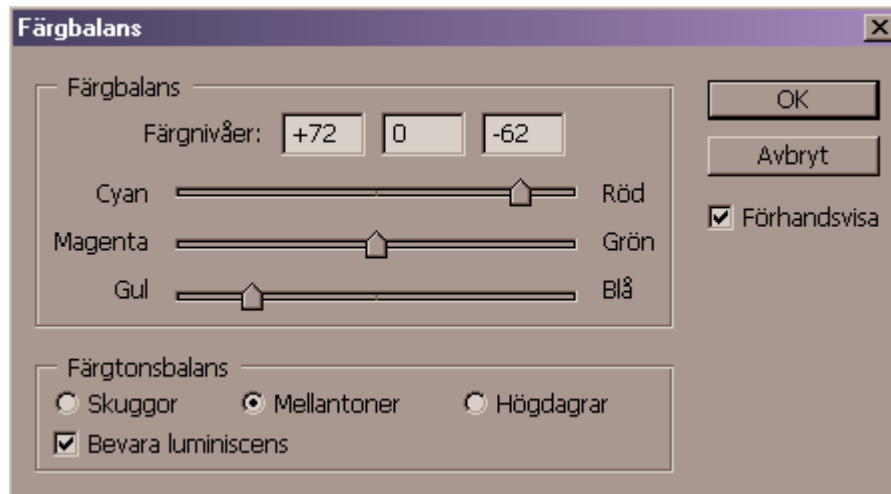 Färgbalans
Färgbalans
Färgnivåer: +72 0 -62
Cyan Röd
Magenta Grön
Gul Blå
Färgtonsbalans
Skuggor Mellantoner Högdagrar
Bevara luminiscens
OK
Avbryt
Förhandsvisa